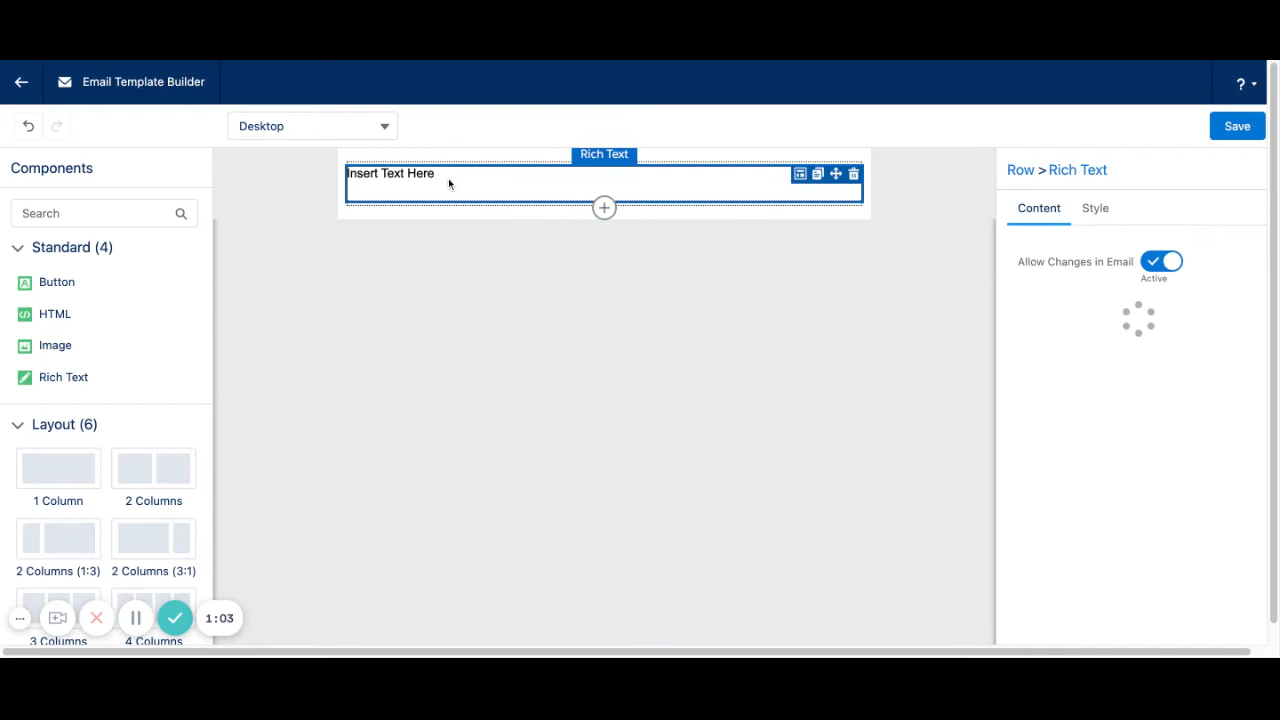 Email Template Builder
?
Desktop
Save
Components
Search
Standard (4)
Button
HTML
Image
Rich Text
Layout (6)
1 Column
2 Columns
2 Columns (1:3)
2 Columns (3:1)
3 Columns
4 Columns
1:03
Rich Text
Insert Text Here
Row > Rich Text
Content
Style
Allow Changes in Email
Active